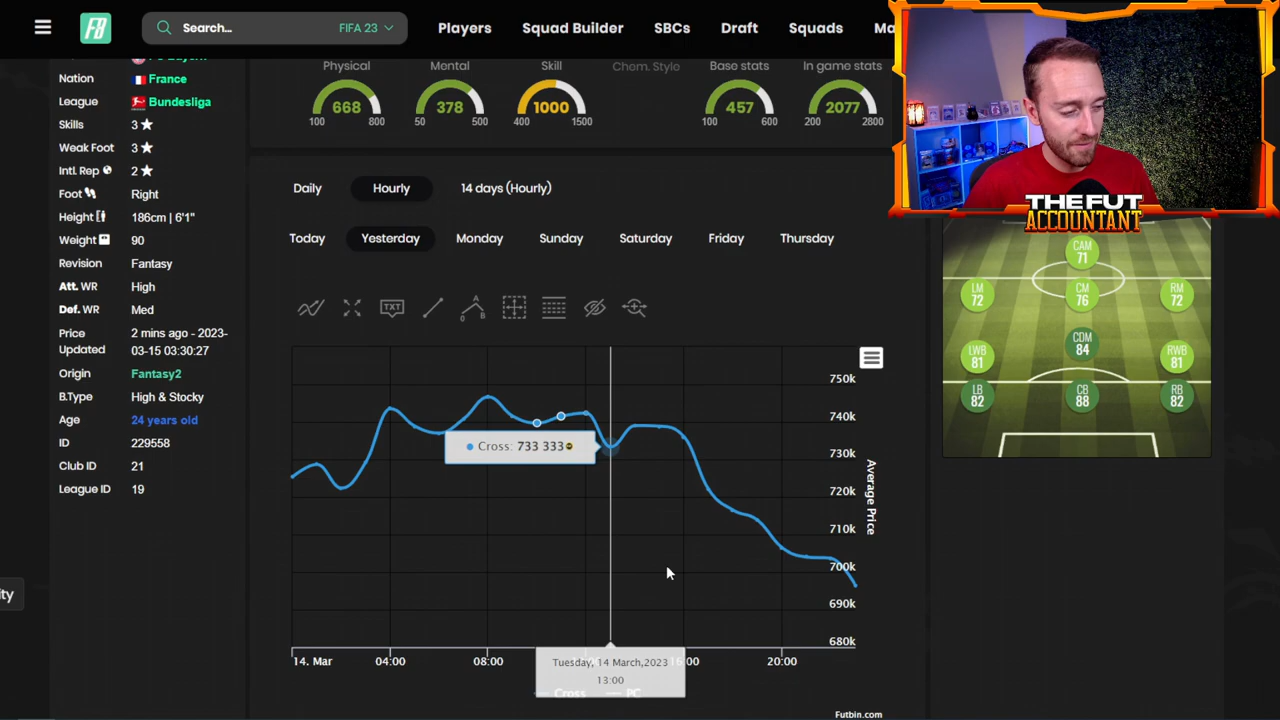 Search...
FIFA 23
Players
Squad Builder
SBCs
Draft
Squads
Nation
France
League
Bundesliga
Skills
3
Weak Foot
3
Intl. Rep
2
Foot
Right
Height
186cm | 6'1"
Weight
90
Revision
Fantasy
Att. WR
High
Def. WR
Med
Price
Updated
2 mins ago - 2023-
03-15 03:30:27
Origin
Fantasy2
B.Type
High & Stocky
Age
24 years old
ID
229558
Club ID
21
League ID
19
Physical
668
100
800
Mental
378
50
500
Skill
1000
400
1500
Chem. Style
Base stats
457
100
600
In game stats
2077
200
2800
Daily
Hourly
14 days (Hourly)
Today
Yesterday
Monday
Sunday
Saturday
Friday
Thursday
TXT
A
B
750k
740k
730k
720k
710k
700k
690k
680k
Average Price
Cross: 733 333
14. Mar
04:00
08:00
20:00
Tuesday, 14 March,2023
13:00
Cross
PC
Futbin.com
THE FUT
ACCOUNTANT
CAM
71
LM
72
CM
76
RM
72
CDM
84
LWB
81
RWB
81
LB
82
CB
88
RB
82